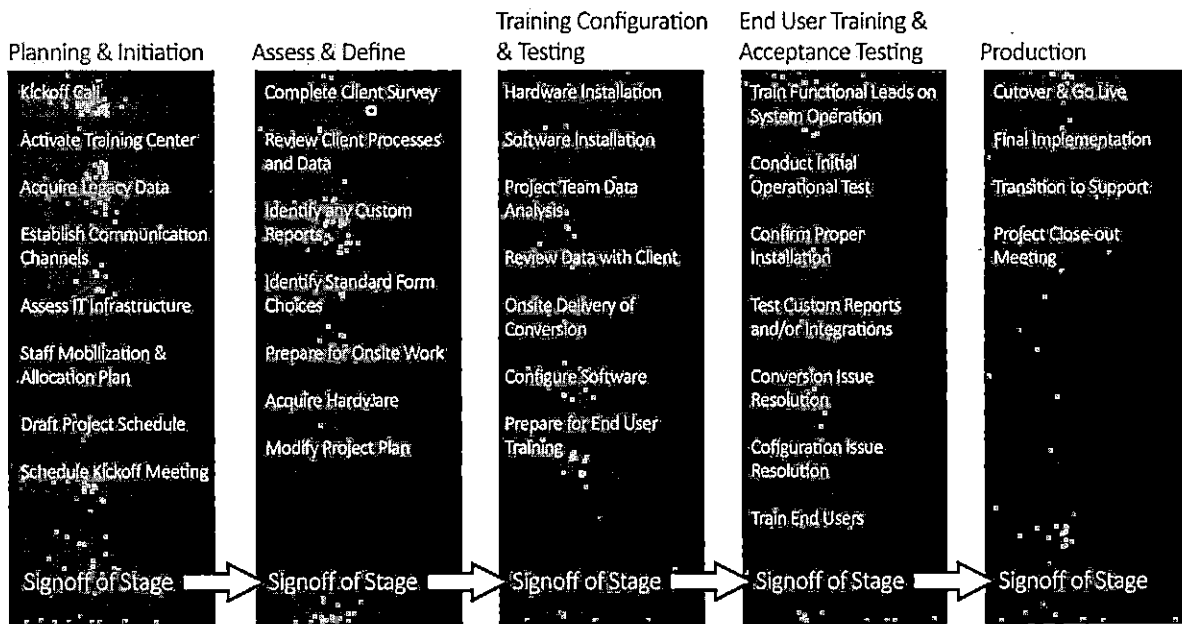 Planning & Initiation
Kickoff Call
Activate Training Center
Acquire Legacy Data
Establish Communication
Channels
Assess IT Infrastructure
Staff Mobilization &
Allocation Plan
Draft Project Schedule
Schedule Kickoff Meeting
Signoff of Stage
Assess & Define
Complete Client Survey
Review Client Processes
and Data
Identify any Custom
Reports
Identify Standard Form
Choices
Prepare for Onsite Work
Acquire Hardware
Modify Project Plan
Signoff of Stage
Training Configuration
& Testing
Hardware Installation
Software Installation
Project Team Data
Analysis
Review Data with Client
Onsite Delivery of
Conversion
Configure Software
Prepare for End User
Training
Signoff of Stage
End User Training &
Acceptance Testing
Train Functional Leads on
System Operation
Conduct Initial
Operational Test
Confirm Proper
Installation
Test Custom Reports
and/or Integrations
Conversion Issue
Resolution
Cofiguration Issue
Resolution
Train End Users
Signoff of Stage
Production
Cutover & Go Live
Final Implementation
Transition to Support
Project Close-out
Meeting
Signoff of Stage